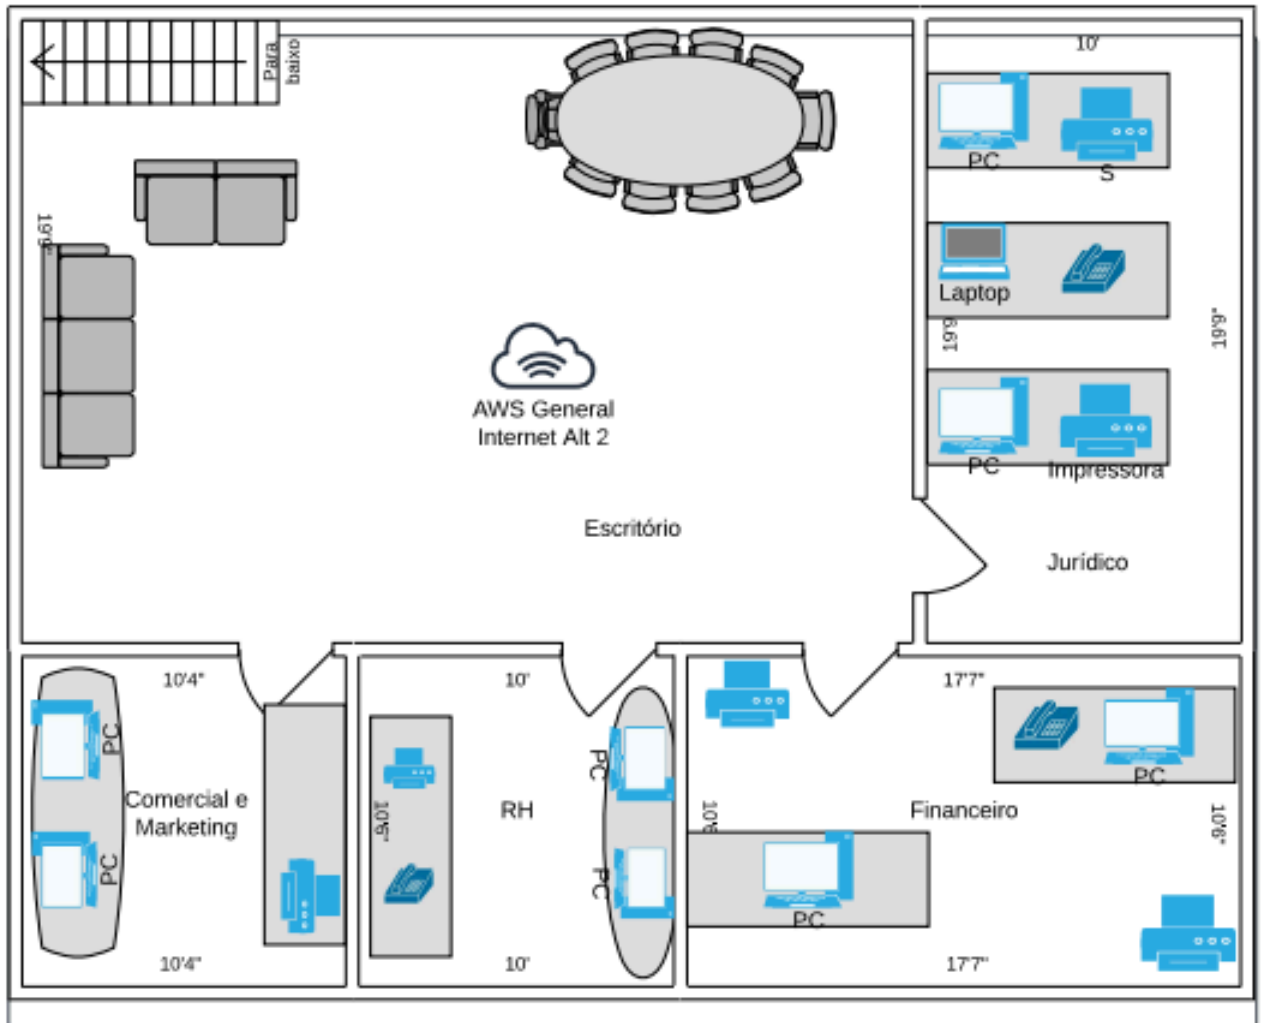 Para
baixo
10'
PC
S
19'9"
Laptop
19'9
19'9"
AWS General
Internet Alt 2
PC
Impressora
Escritório
Jurídico
10'4"
10'
17'7"
PC
PC
PC
Comercial e
Marketing
10'6"
RH
10'6
Financeiro
10'6"
PC
PC
PC
10'4"
10'
17'7"